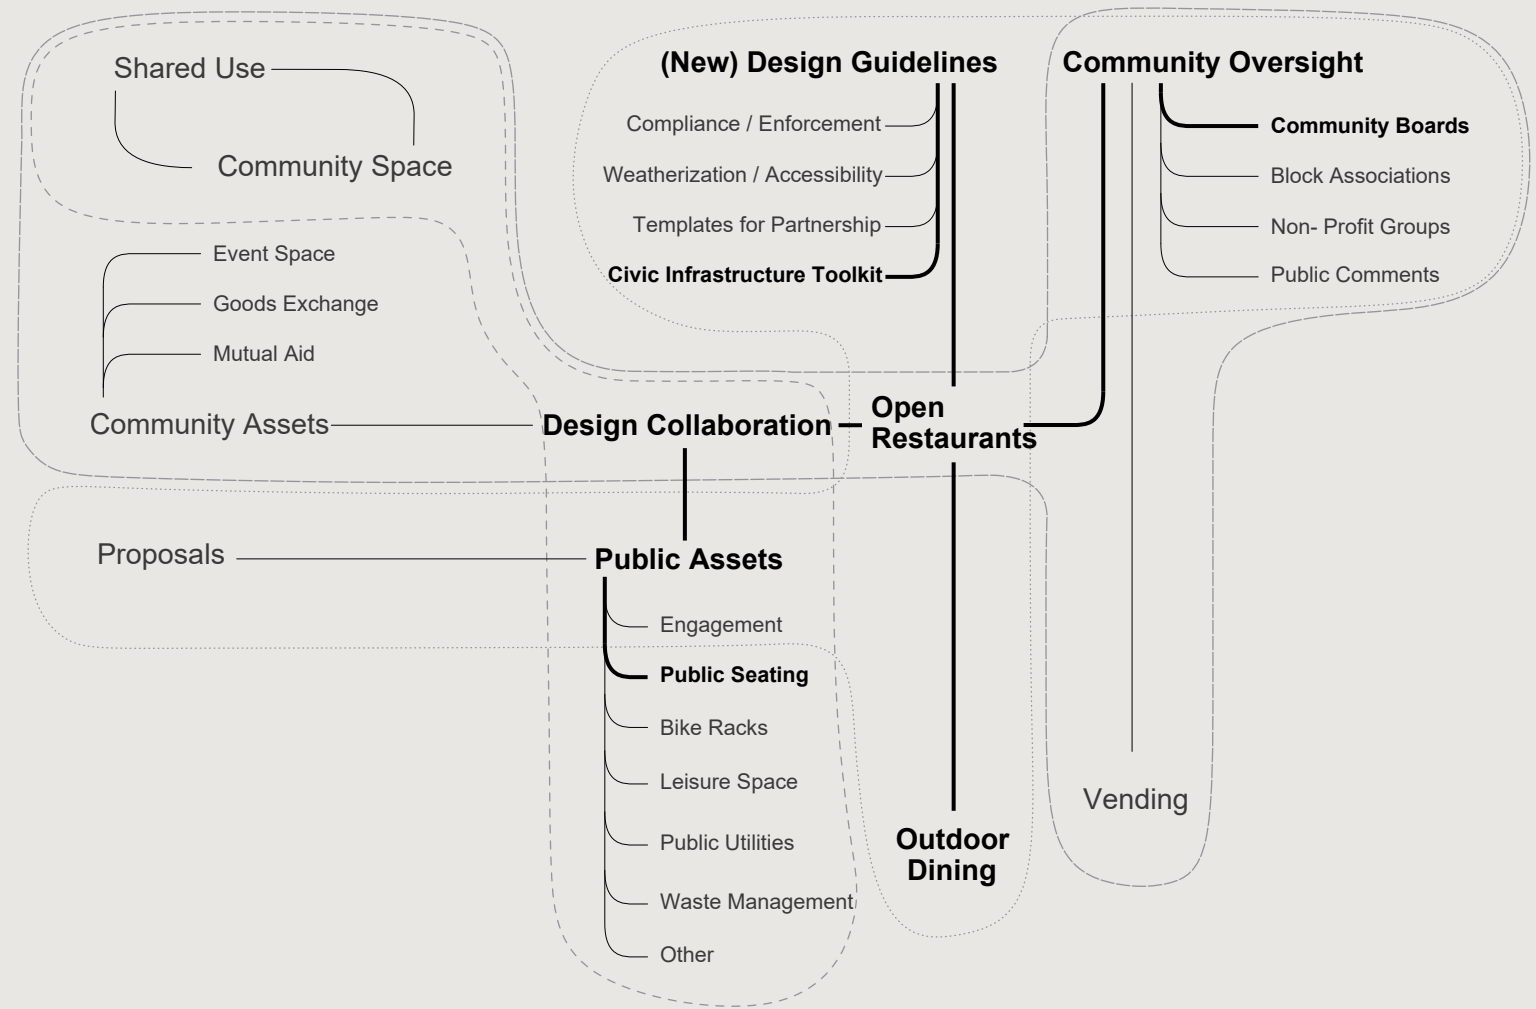 Shared Use
Community Space
Event Space
Goods Exchange
Mutual Aid
Community Assets
(New) Design Guidelines
Compliance / Enforcement
Weatherization / Accessibility
Templates for Partnership
Civic Infrastructure Toolkit
Community Oversight
Community Boards
Block Associations
Non- Profit Groups
Public Comments
Design Collaboration
Open
Restaurants
Proposals
Public Assets
Engagement
Public Seating
Bike Racks
Leisure Space
Public Utilities
Waste Management
Other
Outdoor
Dining
Vending